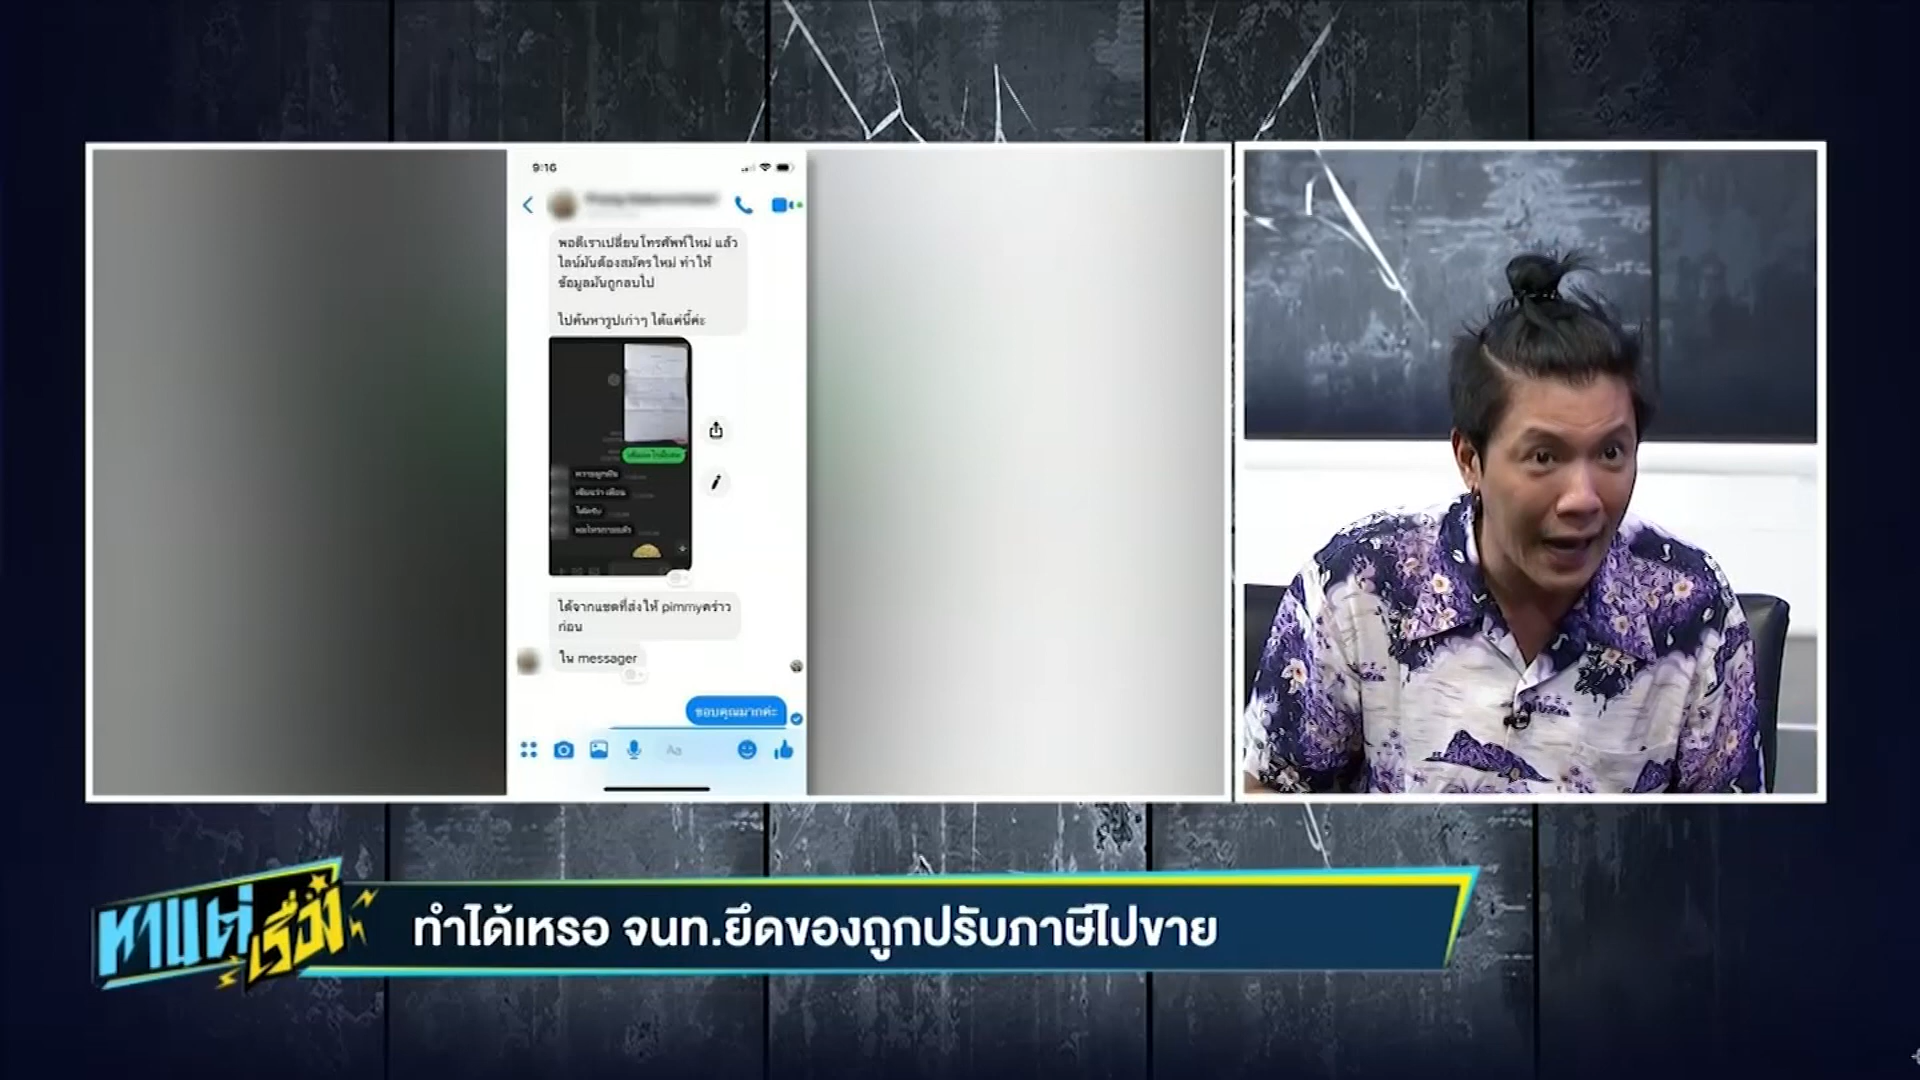 9:16
พอดีเราเปลี่ยนโทรศัพท์ใหม่ แล้ว
ไลน์มันต้องสมัครใหม่ ทำให้
ข้อมูลมันถูกลบไป
ไปค้นหารูปเก่าๆ ได้แค่นี้ค่ะ
ได้จากแชตที่ส่งให้ pimmyคร่าว
ก่อน
ใน messager
ขอบคุณมากค่ะ
Aa
หาแต่
เรื่อง
ทำได้เหรอ จนท.ยึดของถูกปรับภาษีไปขาย